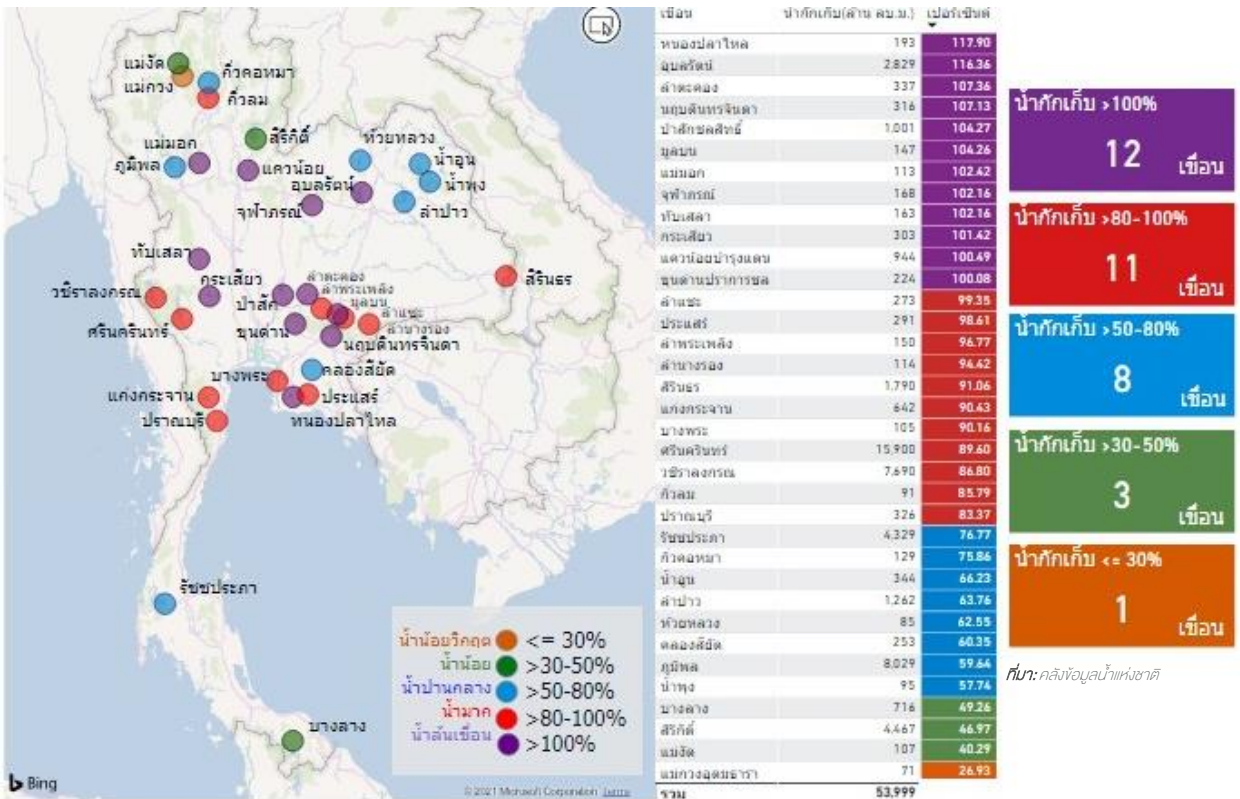 แม่งัด
แม่กวง
กิ่วคอหมา
กิ่วลม
สิริกิติ์
แม่มอก
ภูมิพล
แควน้อย
ห้วยหลวง
น้ำอูน
น้ำพุง
อุบลรัตน์
จุฬาภรณ์
ลำปาว
ทับเสลา
กระเสียว
วชิราลงกรณ
ศรีนครินทร์
ป่าสัก
ลำตะคอง
ลำพระเพลิง
มูลบน
ลำแชะ
ลำนางรอง
สิรินธร
ขุนด่าน
นฤบดินทรจินดา
คลองสียัด
บางพระ
ประแสร์
หนองปลาไหล
แก่งกระจาน
ปราณบุรี
รัชชประภา
บางลาง
น้ำน้อยวิกฤต <= 30%
น้ำน้อย >30-50%
น้ำปานกลาง >50-80%
น้ำมาก >80-100%
น้ำล้นเขื่อน >100%
Bing
© 2021 Microsoft Corporation Terms
เขื่อน น้ำกักเก็บ(ล้าน ลบ.ม.) เปอร์เซ็นต์
หนองปลาไหล 193 117.90
อุบลรัตน์ 2,829 116.36
ลำตะคอง 337 107.36
นฤบดินทรจินดา 316 107.13
ป่าสักชลสิทธิ์ 1,001 104.27
มูลบน 147 104.26
แม่มอก 113 102.42
จุฬาภรณ์ 168 102.16
ทับเสลา 163 102.16
กระเสียว 303 101.42
แควน้อยบำรุงแดน 944 100.49
ขุนด่านปราการชล 224 100.08
ลำแชะ 273 99.35
ประแสร์ 291 98.61
ลำพระเพลิง 150 96.77
ลำนางรอง 114 94.42
สิรินธร 1,790 91.06
แก่งกระจาน 642 90.43
บางพระ 105 90.16
ศรีนครินทร์ 15,900 89.60
วชิราลงกรณ 7,690 86.80
กิ่วลม 91 85.79
ปราณบุรี 326 83.37
รัชชประภา 4,329 76.77
กิ่วคอหมา 129 75.86
น้ำอูน 344 66.23
ลำปาว 1,262 63.76
ห้วยหลวง 85 62.55
คลองสียัด 253 60.35
ภูมิพล 8,029 59.64
น้ำพุง 95 57.74
บางลาง 716 49.26
สิริกิติ์ 4,467 46.97
แม่งัด 107 40.29
แม่กวงอุดมธารา 71 26.93
รวม 53,999
น้ำกักเก็บ >100%
12
เขื่อน
น้ำกักเก็บ >80-100%
11
เขื่อน
น้ำกักเก็บ >50-80%
8
เขื่อน
น้ำกักเก็บ >30-50%
3
เขื่อน
น้ำกักเก็บ <= 30%
1
เขื่อน
ที่มา: คลังข้อมูลน้ำแห่งชาติ